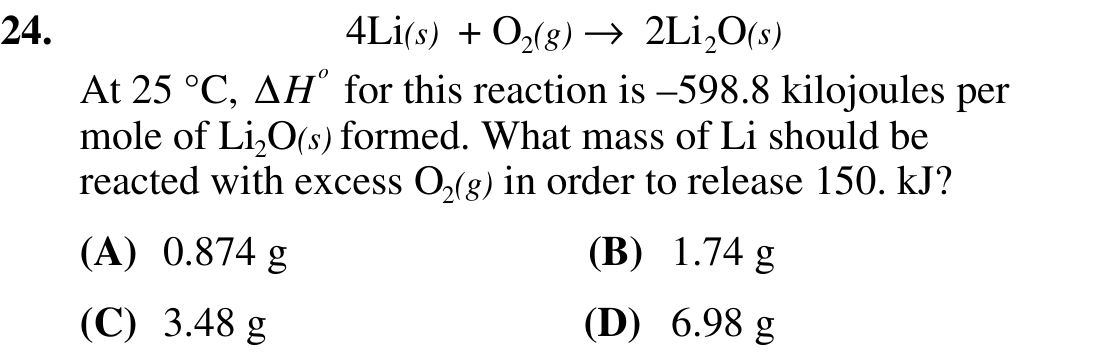 24. 4Li(s) + O₂(g) → 2Li₂O(s)
At 25 °C, ΔH° for this reaction is –598.8 kilojoules per
mole of Li₂O(s) formed. What mass of Li should be
reacted with excess O₂(g) in order to release 150. kJ?
(A) 0.874 g (B) 1.74 g
(C) 3.48 g (D) 6.98 g